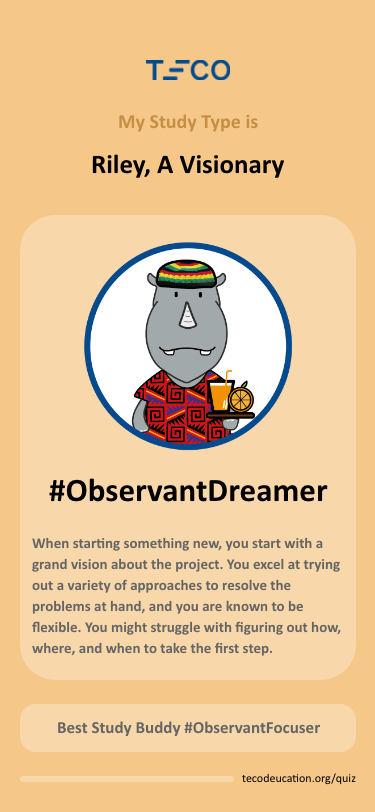 TECO
My Study Type is
Riley, A Visionary
#ObservantDreamer
When starting something new, you start with a
grand vision about the project. You excel at trying
out a variety of approaches to resolve the
problems at hand, and you are known to be
flexible. You might struggle with figuring out how,
where, and when to take the first step.
Best Study Buddy #ObservantFocuser
tecodeucation.org/quiz